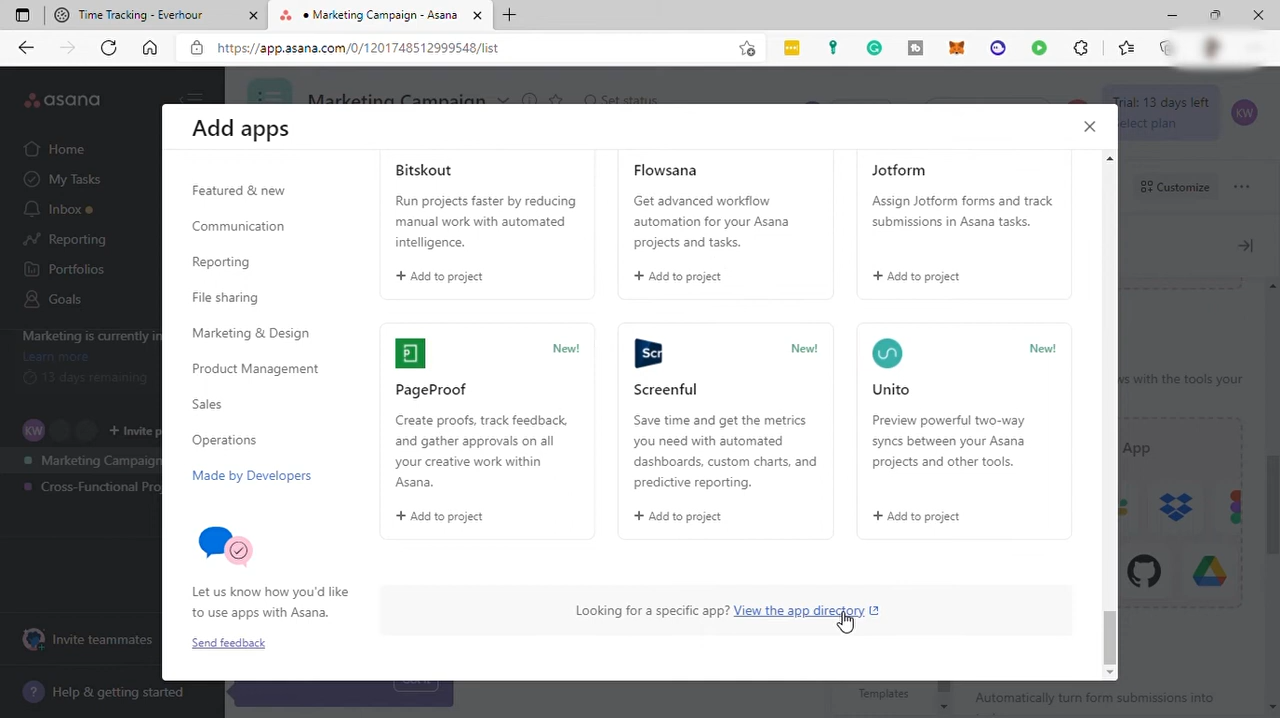 Time Tracking - Everhour
• Marketing Campaign - Asana
https://app.asana.com/0/1201748512999548/list
asana
Marketing Campaign
Set status
Trial: 13 days left
elect plan
KW
Home
My Tasks
Inbox
Reporting
Portfolios
Goals
Customize
Marketing is currently in
Learn more
13 days remaining
KW
+ Invite p
Marketing Campaign
Cross-Functional Pro
Invite teammates
? Help & getting started
Add apps
Featured & new
Communication
Reporting
File sharing
Marketing & Design
Product Management
Sales
Operations
Made by Developers
Let us know how you'd like
to use apps with Asana.
Send feedback
Bitskout
Run projects faster by reducing
manual work with automated
intelligence.
+ Add to project
Flowsana
Get advanced workflow
automation for your Asana
projects and tasks.
+ Add to project
Jotform
Assign Jotform forms and track
submissions in Asana tasks.
+ Add to project
New!
PageProof
Create proofs, track feedback,
and gather approvals on all
your creative work within
Asana.
+ Add to project
Scr
New!
Screenful
Save time and get the metrics
you need with automated
dashboards, custom charts, and
predictive reporting.
+ Add to project
New!
Unito
Preview powerful two-way
syncs between your Asana
projects and other tools.
+ Add to project
Looking for a specific app? View the app directory
ws with the tools your
App
Templates
Automatically turn form submissions into